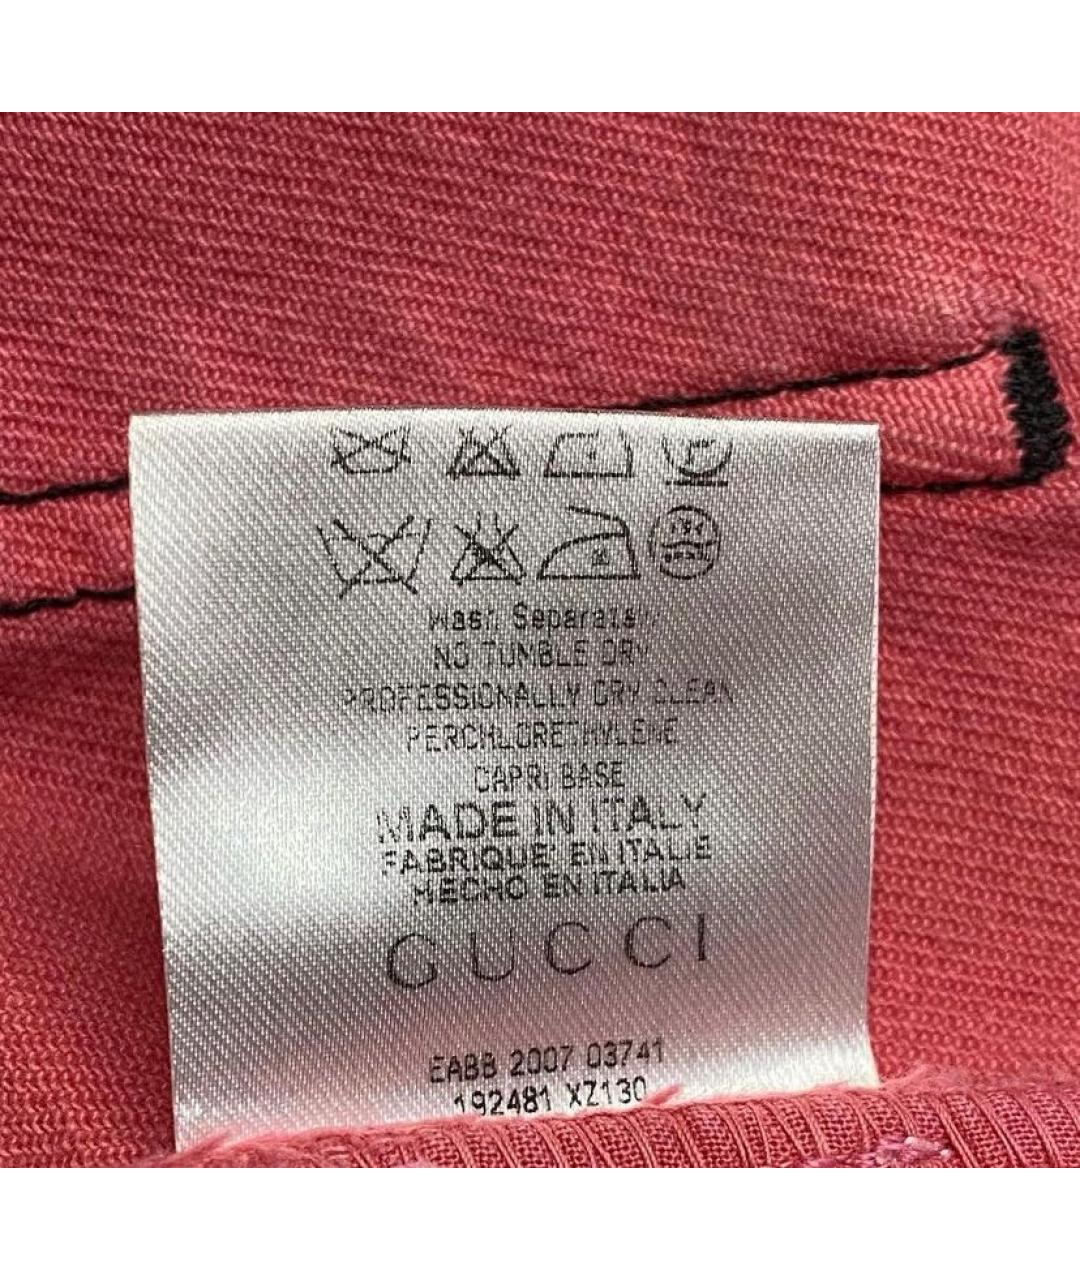 Wash Separately
NO TUMBLE DRY
PROFESSIONALLY DRY CLEAN
PERCHLORETHYLENE
CAPRI BASE
MADE IN ITALY
FABRIQUE' EN ITALIE
HECHO EN ITALIA
GUCCI
EABB 2007 03741
192481 XZ130